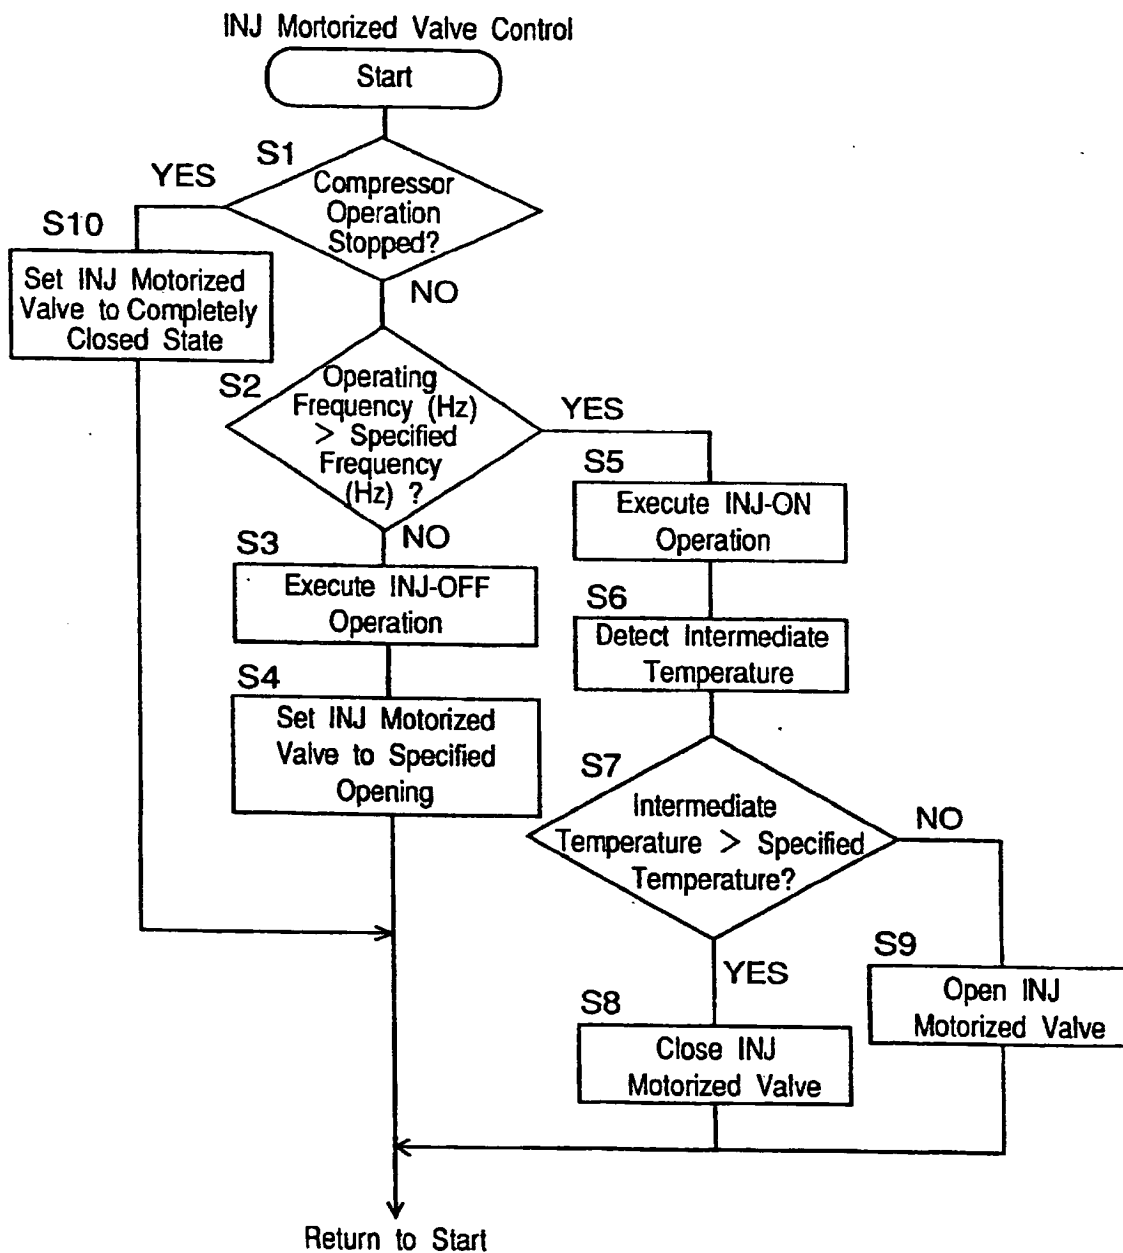 INJ Mortorized Valve Control
Start
S1
YES
Compressor
Operation
Stopped?
S10
NO
Set INJ Motorized
Valve to Completely
Closed State
S2
Operating
Frequency (Hz)
> Specified
Frequency
(Hz) ?
YES
S5
Execute INJ-ON
Operation
NO
S3
Execute INJ-OFF
Operation
S6
Detect Intermediate
Temperature
S4
Set INJ Motorized
Valve to Specified
Opening
S7
Intermediate
Temperature > Specified
Temperature?
NO
YES
S9
Open INJ
Motorized Valve
S8
Close INJ
Motorized Valve
Return to Start